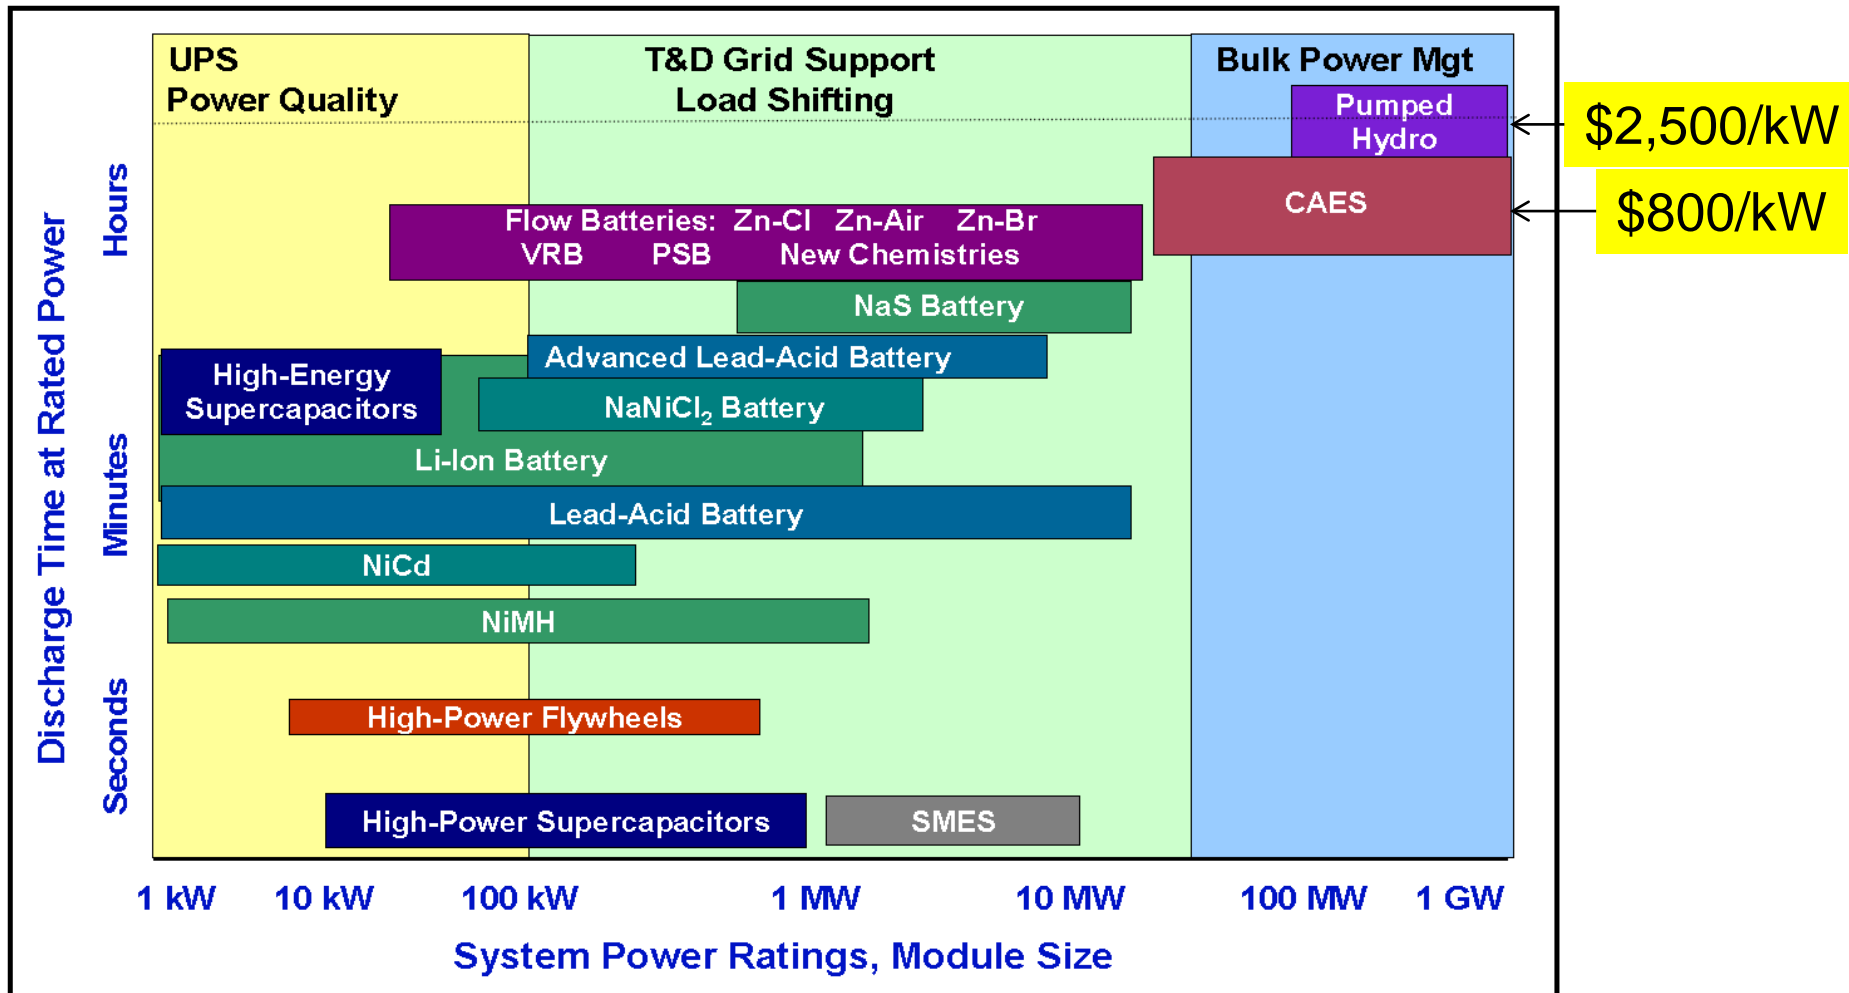 UPS
Power Quality
T&D Grid Support
Load Shifting
Bulk Power Mgt
Pumped
Hydro
$2,500/kW
CAES
$800/kW
Flow Batteries: Zn-Cl Zn-Air Zn-Br
VRB PSB New Chemistries
NaS Battery
Advanced Lead-Acid Battery
High-Energy
Supercapacitors
NaNiCl₂ Battery
Li-Ion Battery
Lead-Acid Battery
NiCd
NiMH
High-Power Flywheels
High-Power Supercapacitors
SMES
Discharge Time at Rated Power
Hours
Minutes
Seconds
1 kW 10 kW 100 kW 1 MW 10 MW 100 MW 1 GW
System Power Ratings, Module Size